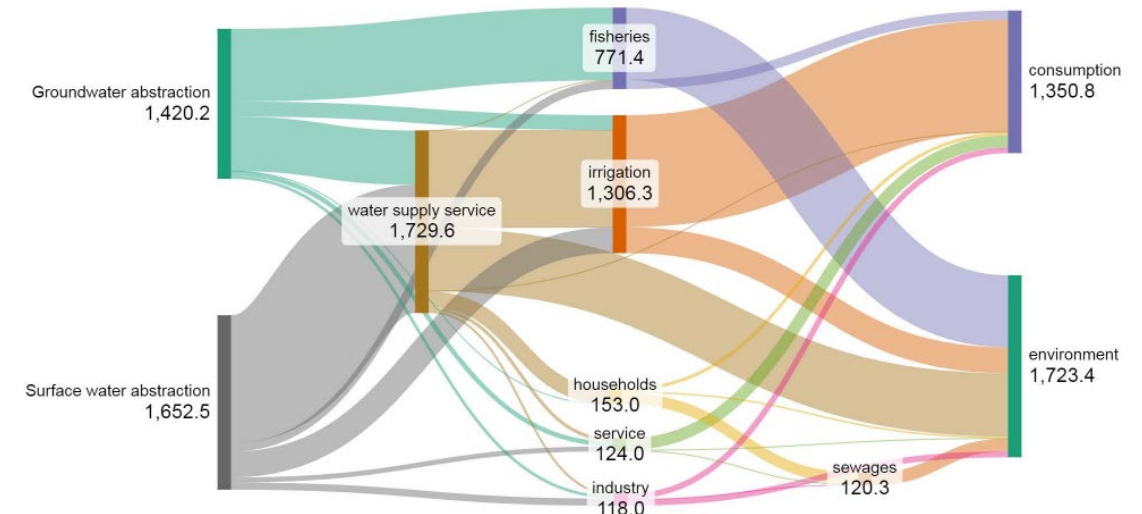 fisheries
771.4
consumption
1,350.8
Groundwater abstraction
1,420.2
irrigation
1,306.3
water supply service
1,729.6
environment
1,723.4
households
153.0
Surface water abstraction
1,652.5
service
124.0
sewages
120.3
industry
118.0